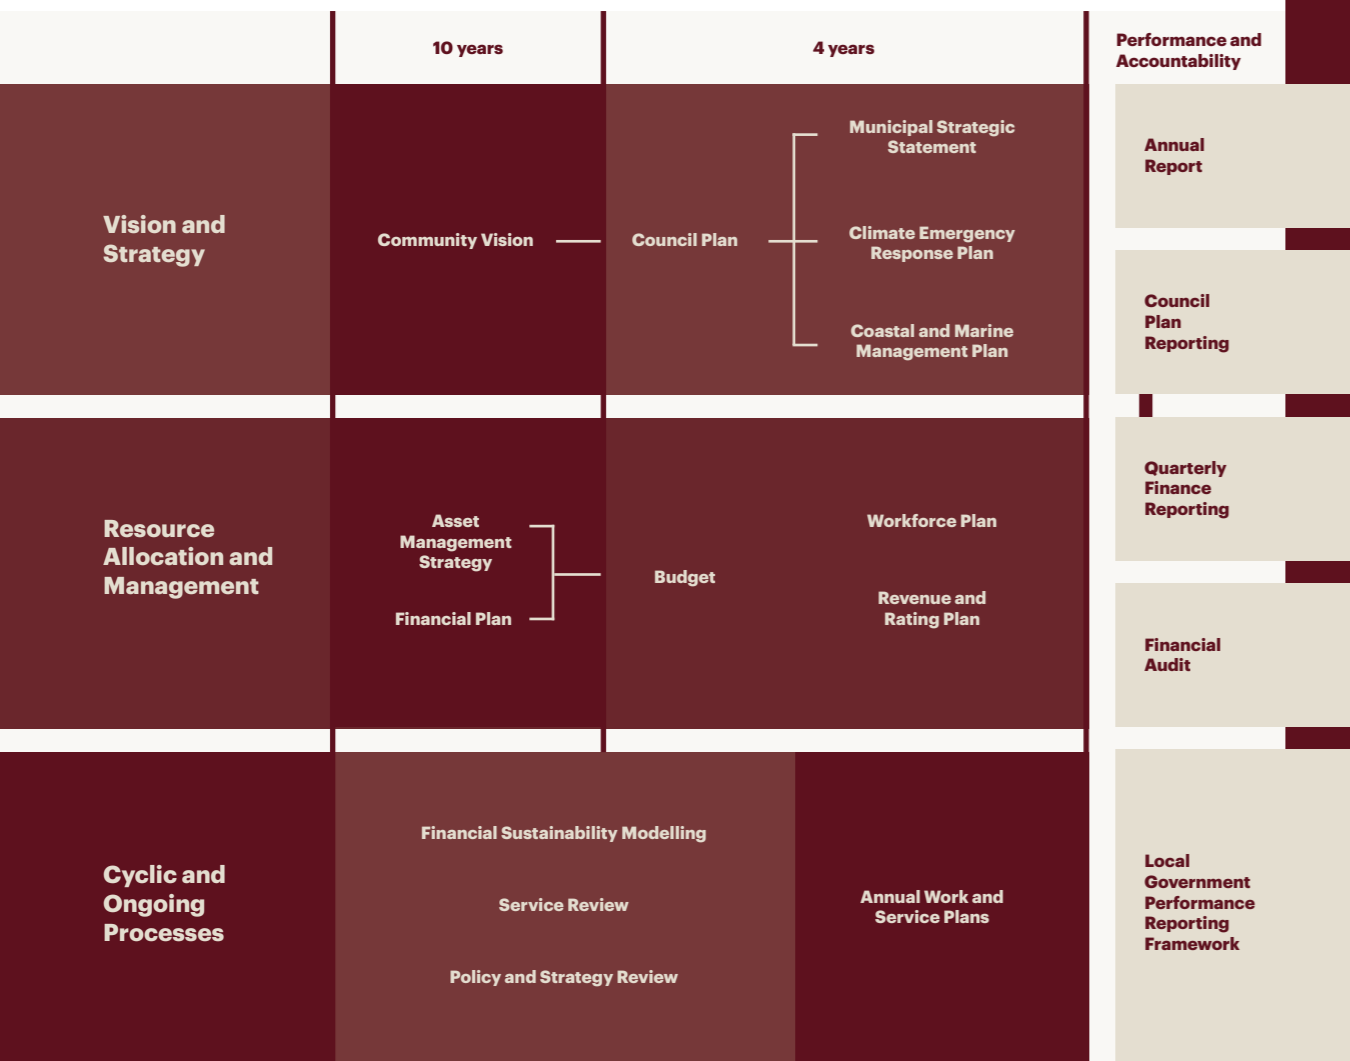 10 years
4 years
Performance and
Accountability
Vision and
Strategy
Community Vision
Council Plan
Municipal Strategic
Statement
Climate Emergency
Response Plan
Coastal and Marine
Management Plan
Annual
Report
Council
Plan
Reporting
Resource
Allocation and
Management
Asset
Management
Strategy
Financial Plan
Budget
Workforce Plan
Revenue and
Rating Plan
Quarterly
Finance
Reporting
Financial
Audit
Cyclic and
Ongoing
Processes
Financial Sustainability Modelling
Service Review
Policy and Strategy Review
Annual Work and
Service Plans
Local
Government
Performance
Reporting
Framework